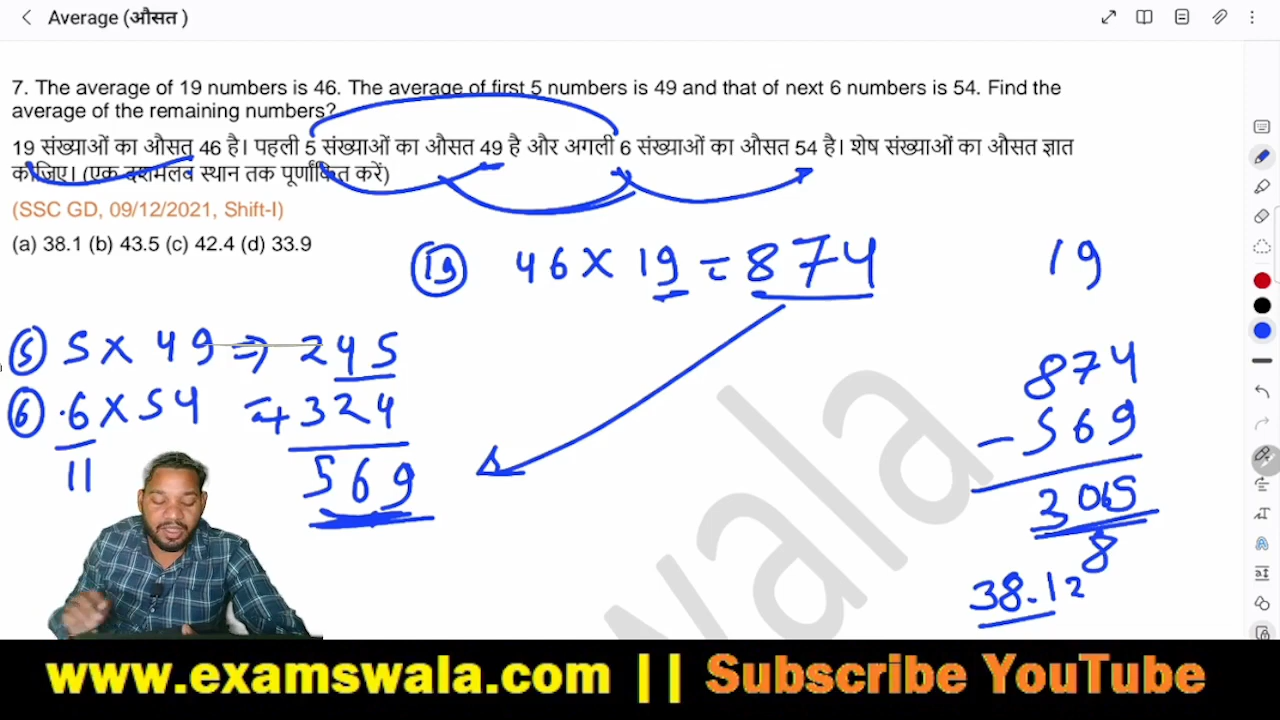 Average (औसत )
7. The average of 19 numbers is 46. The average of first 5 numbers is 49 and that of next 6 numbers is 54. Find the
average of the remaining numbers?
19 संख्याओं का औसत 46 है। पहली 5 संख्याओं का औसत 49 है और अगली 6 संख्याओं का औसत 54 है। शेष संख्याओं का औसत ज्ञात
कीजिए। (एक दशमलव स्थान तक पूर्णांकित करें)
(SSC GD, 09/12/2021, Shift-I)
(a) 38.1 (b) 43.5 (c) 42.4 (d) 33.9
19 46 × 19 = 874
19
5 5 × 49 ⇒ 245
6 .6 × 54 = + 324
11
569
874
- 569
305
8
38.12
wala
www.examswala.com || Subscribe YouTube